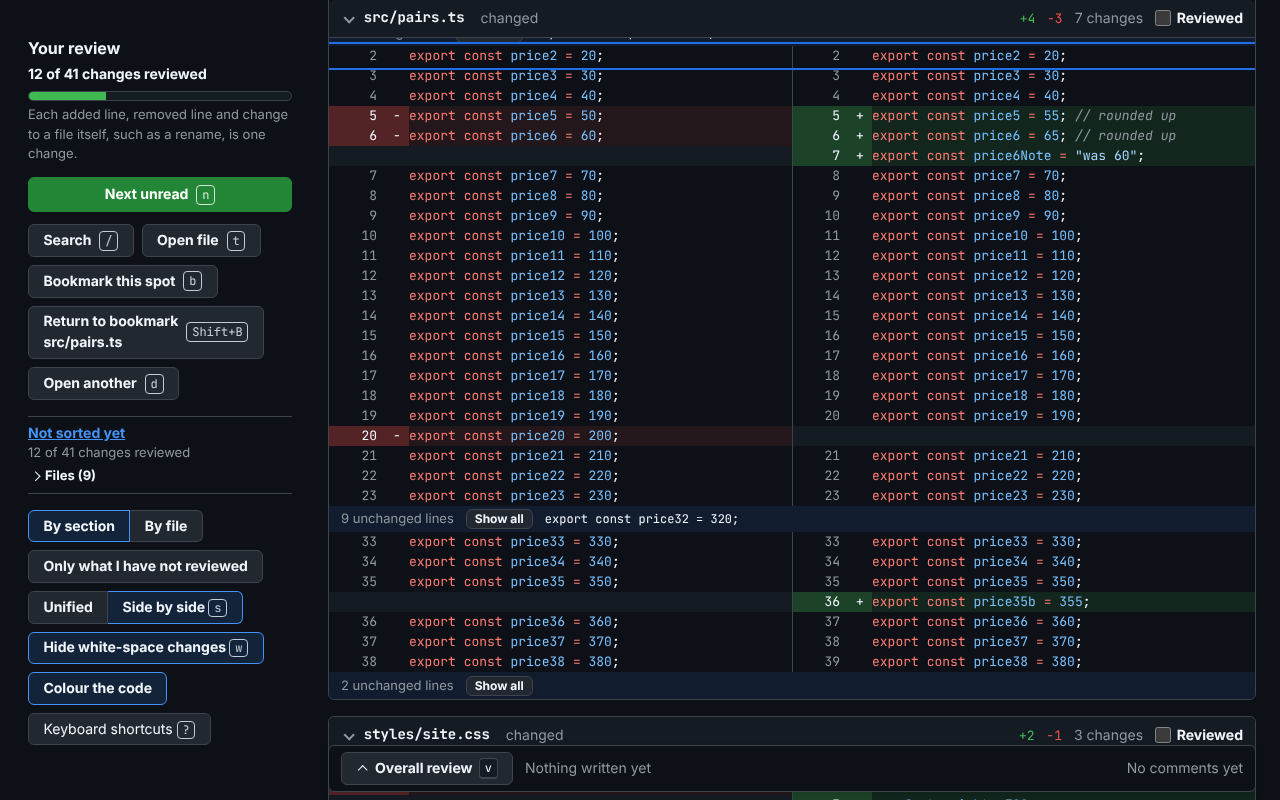 Your review
12 of 41 changes reviewed
Each added line, removed line and change
to a file itself, such as a rename, is one
change.
Next unread n
Search / Open file t
Bookmark this spot b
Return to bookmark
src/pairs.ts Shift+B
Open another d
Not sorted yet
12 of 41 changes reviewed
Files (9)
By section By file
Only what I have not reviewed
Unified Side by side s
Hide white-space changes w
Colour the code
Keyboard shortcuts ?
src/pairs.ts changed +4 -3 7 changes Reviewed
2 export const price2 = 20; 2 export const price2 = 20;
3 export const price3 = 30; 3 export const price3 = 30;
4 export const price4 = 40; 4 export const price4 = 40;
5 - export const price5 = 50; 5 + export const price5 = 55; // rounded up
6 - export const price6 = 60; 6 + export const price6 = 65; // rounded up
7 + export const price6Note = "was 60";
7 export const price7 = 70; 8 export const price7 = 70;
8 export const price8 = 80; 9 export const price8 = 80;
9 export const price9 = 90; 10 export const price9 = 90;
10 export const price10 = 100; 11 export const price10 = 100;
11 export const price11 = 110; 12 export const price11 = 110;
12 export const price12 = 120; 13 export const price12 = 120;
13 export const price13 = 130; 14 export const price13 = 130;
14 export const price14 = 140; 15 export const price14 = 140;
15 export const price15 = 150; 16 export const price15 = 150;
16 export const price16 = 160; 17 export const price16 = 160;
17 export const price17 = 170; 18 export const price17 = 170;
18 export const price18 = 180; 19 export const price18 = 180;
19 export const price19 = 190; 20 export const price19 = 190;
20 - export const price20 = 200;
21 export const price21 = 210; 21 export const price21 = 210;
22 export const price22 = 220; 22 export const price22 = 220;
23 export const price23 = 230; 23 export const price23 = 230;
9 unchanged lines Show all export const price32 = 320;
33 export const price33 = 330; 33 export const price33 = 330;
34 export const price34 = 340; 34 export const price34 = 340;
35 export const price35 = 350; 35 export const price35 = 350;
36 + export const price35b = 355;
36 export const price36 = 360; 37 export const price36 = 360;
37 export const price37 = 370; 38 export const price37 = 370;
38 export const price38 = 380; 39 export const price38 = 380;
2 unchanged lines Show all
styles/site.css changed +2 -1 3 changes Reviewed
Overall review v Nothing written yet No comments yet